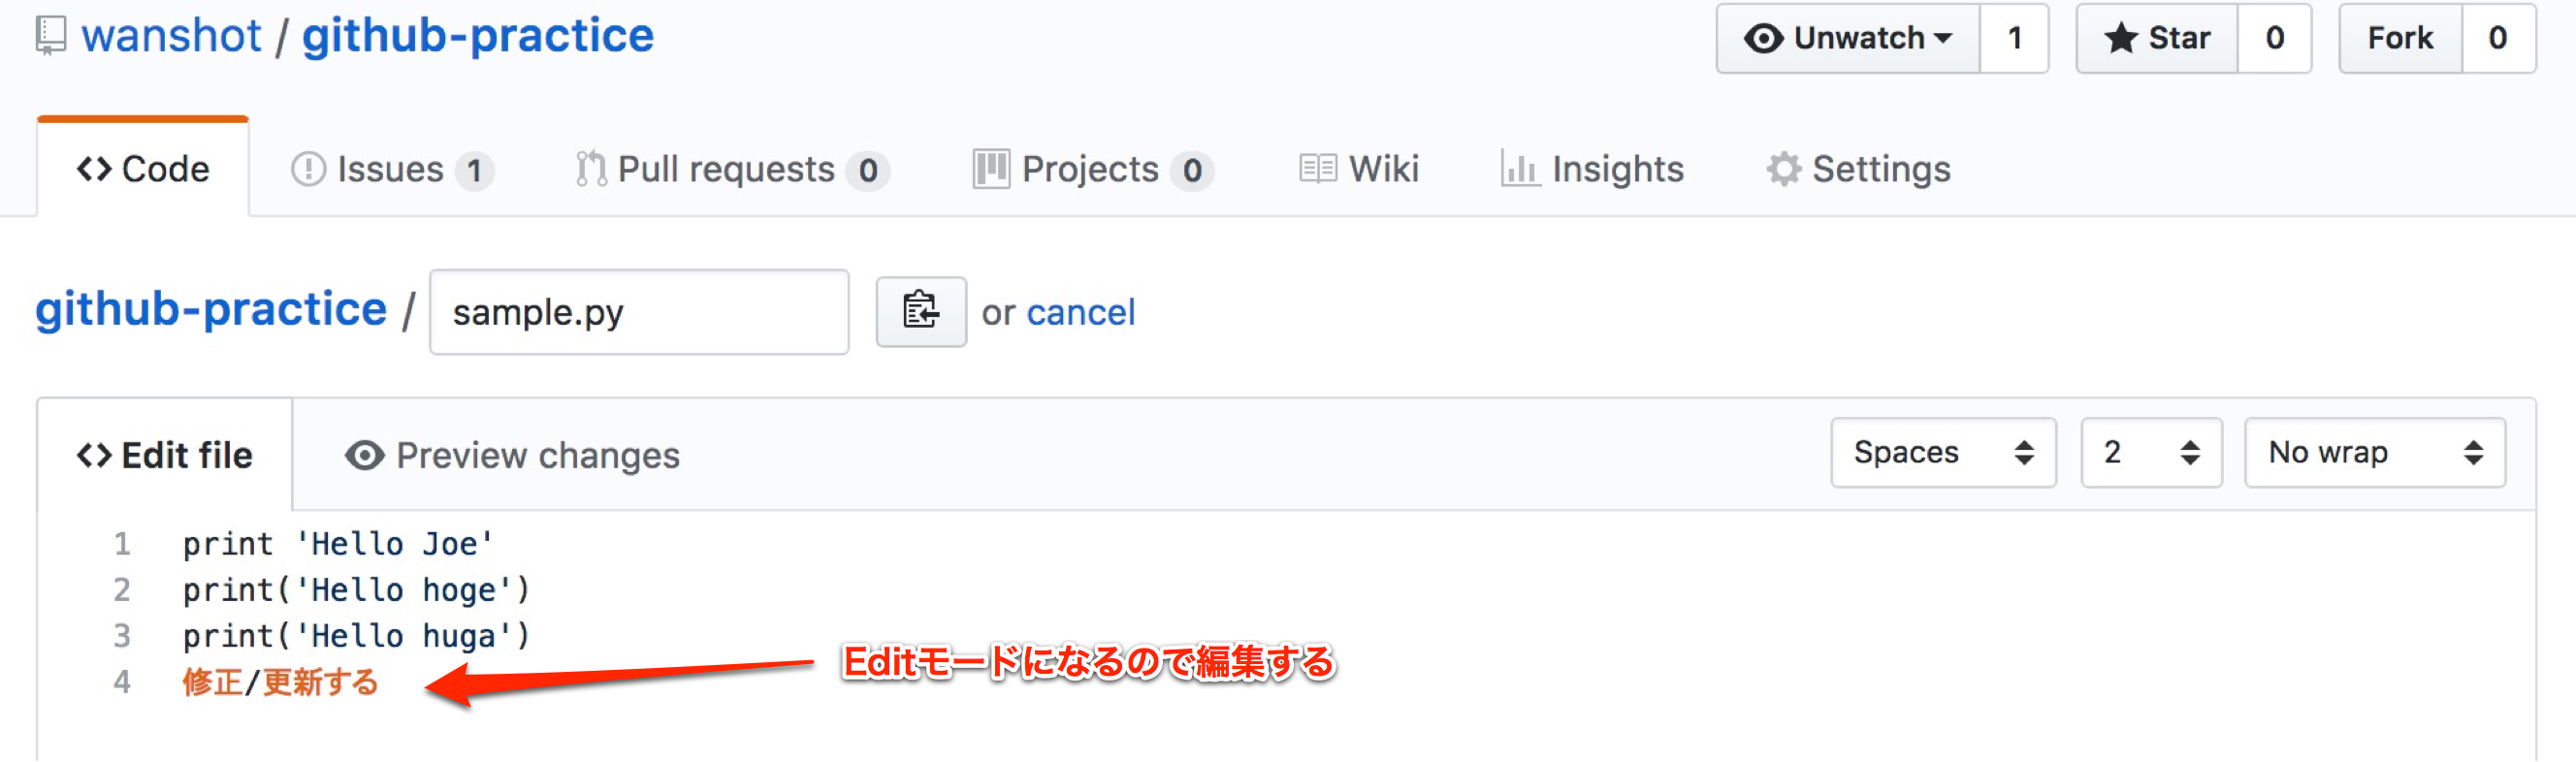 wanshot / github-practice
Unwatch 1 Star 0 Fork 0
Code Issues 1 Pull requests 0 Projects 0 Wiki Insights Settings
github-practice / sample.py or cancel
Edit file Preview changes Spaces 2 No wrap
1 print 'Hello Joe'
2 print('Hello hoge')
3 print('Hello huga')
4 修正/更新する
Editモードになるので編集する